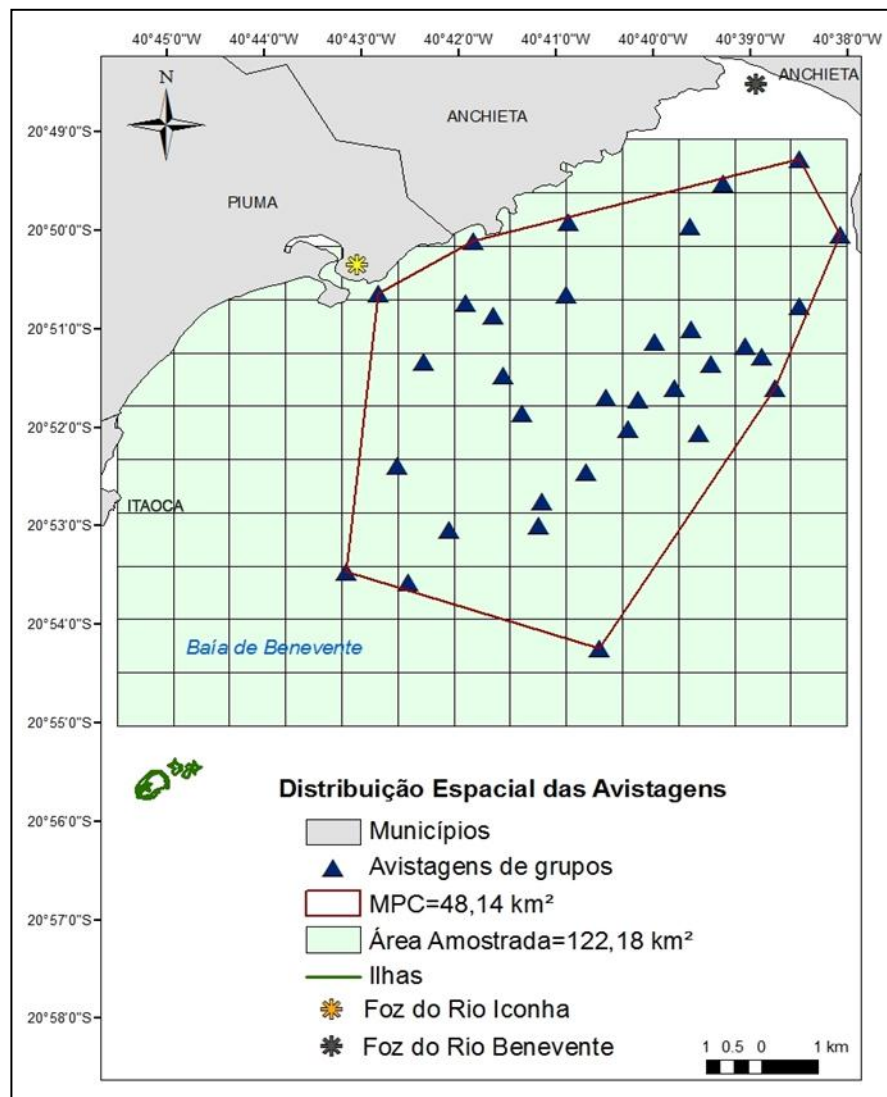 40°45'0"W 40°44'0"W 40°43'0"W 40°42'0"W 40°41'0"W 40°40'0"W 40°39'0"W 40°38'0"W
N
ANCHIETA
ANCHIETA
20°49'0"S
PIUMA
20°50'0"S
20°51'0"S
20°52'0"S
ITAOCA
20°53'0"S
20°54'0"S
Baía de Benevente
20°55'0"S
Distribuição Espacial das Avistagens
20°56'0"S
Municípios
Avistagens de grupos
20°57'0"S
MPC=48,14 km²
Área Amostrada=122,18 km²
Ilhas
20°58'0"S
Foz do Rio Iconha
Foz do Rio Benevente
1 0.5 0 1 km